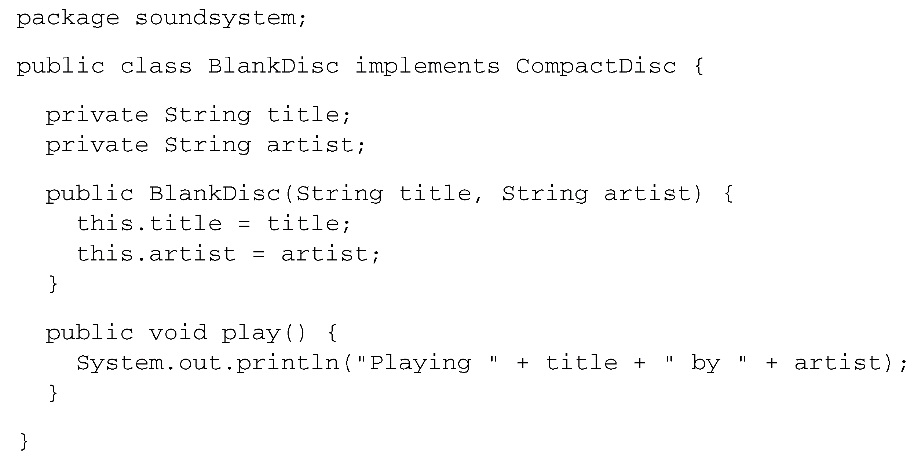 package soundsystem;
public class BlankDisc implements CompactDisc {
private String title;
private String artist;
public BlankDisc(String title, String artist) {
this.title = title;
this.artist = artist;
}
public void play() {
System.out.println("Playing " + title + " by " + artist);
}
}